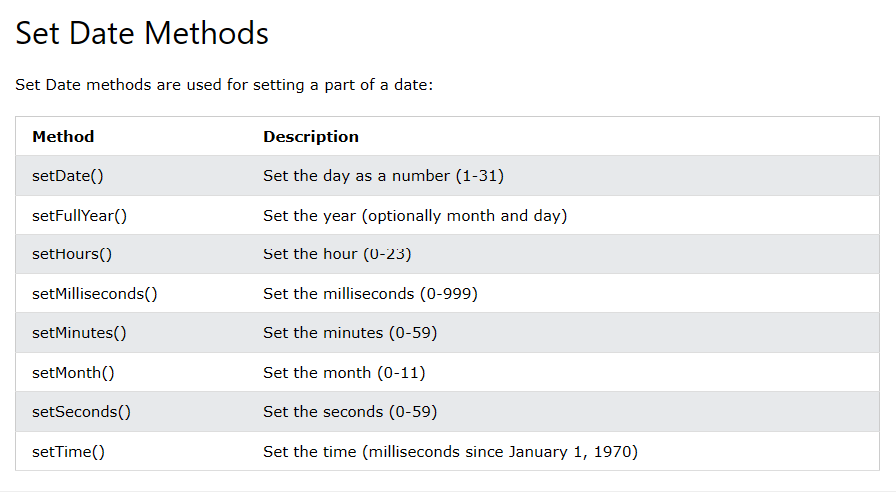 Set Date Methods
Set Date methods are used for setting a part of a date:
Method Description
setDate() Set the day as a number (1-31)
setFullYear() Set the year (optionally month and day)
setHours() Set the hour (0-23)
setMilliseconds() Set the milliseconds (0-999)
setMinutes() Set the minutes (0-59)
setMonth() Set the month (0-11)
setSeconds() Set the seconds (0-59)
setTime() Set the time (milliseconds since January 1, 1970)